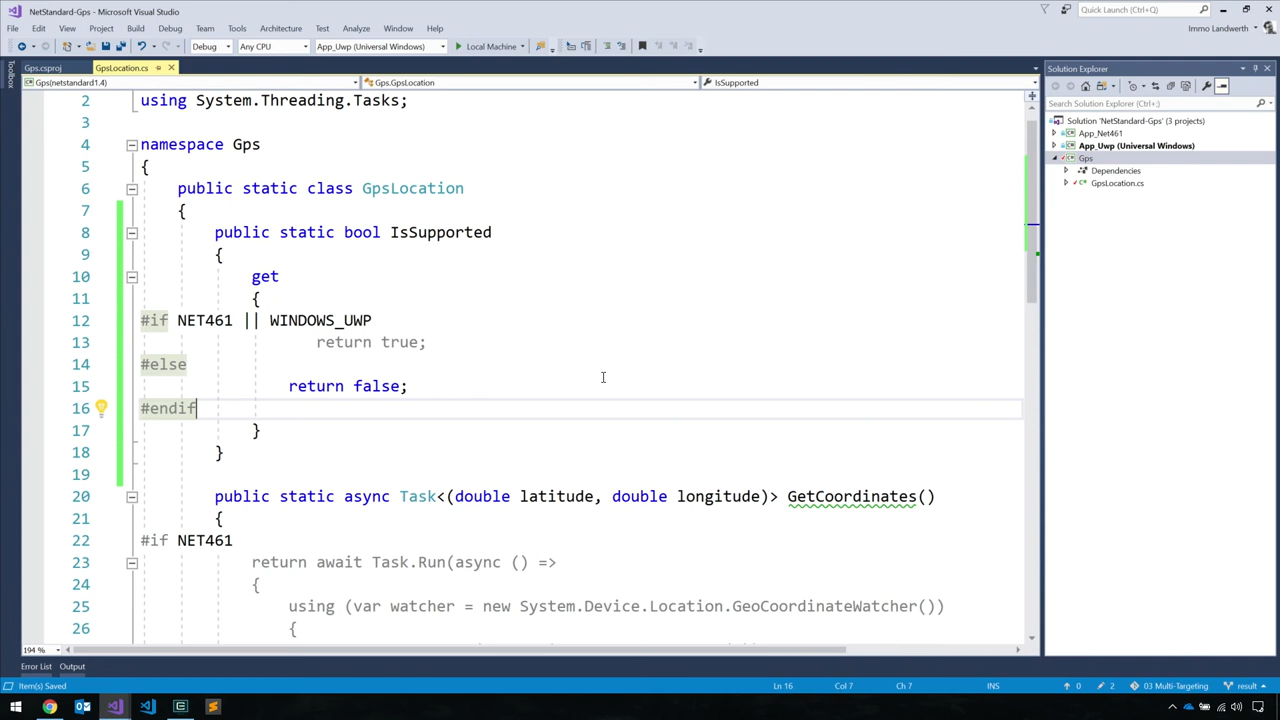 NetStandard-Gps - Microsoft Visual Studio
Quick Launch (Ctrl+Q)
File Edit View Project Build Debug Team Tools Architecture Test Analyze Window Help
Immo Landwerth
Debug Any CPU App_Uwp (Universal Windows) Local Machine
Toolbox
Gps.csproj GpsLocation.cs
Gps(netstandard1.4) Gps.GpsLocation IsSupported
2 using System.Threading.Tasks;
3
4 namespace Gps
5 {
6 public static class GpsLocation
7 {
8 public static bool IsSupported
9 {
10 get
11 {
12 #if NET461 || WINDOWS_UWP
13 return true;
14 #else
15 return false;
16 #endif
17 }
18 }
19
20 public static async Task<(double latitude, double longitude)> GetCoordinates()
21 {
22 #if NET461
23 return await Task.Run(async () =>
24 {
25 using (var watcher = new System.Device.Location.GeoCoordinateWatcher())
26 {
194 %
Solution Explorer
Search Solution Explorer (Ctrl+;)
Solution 'NetStandard-Gps' (3 projects)
App_Net461
App_Uwp (Universal Windows)
Gps
Dependencies
C# GpsLocation.cs
Error List Output
Item(s) Saved Ln 16 Col 7 Ch 7 INS 0 2 03 Multi-Targeting result